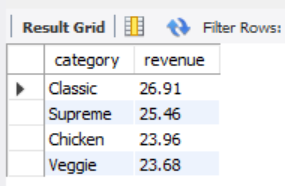 Result Grid Filter Rows:
category revenue
Classic 26.91
Supreme 25.46
Chicken 23.96
Veggie 23.68